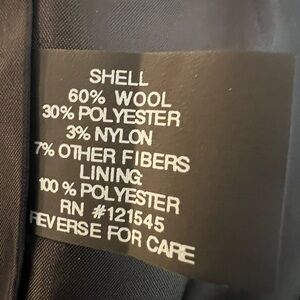 SHELL
60% WOOL
30% POLYESTER
3% NYLON
7% OTHER FIBERS
LINING
100 % POLYESTER
RN #121545
REVERSE FOR CARE